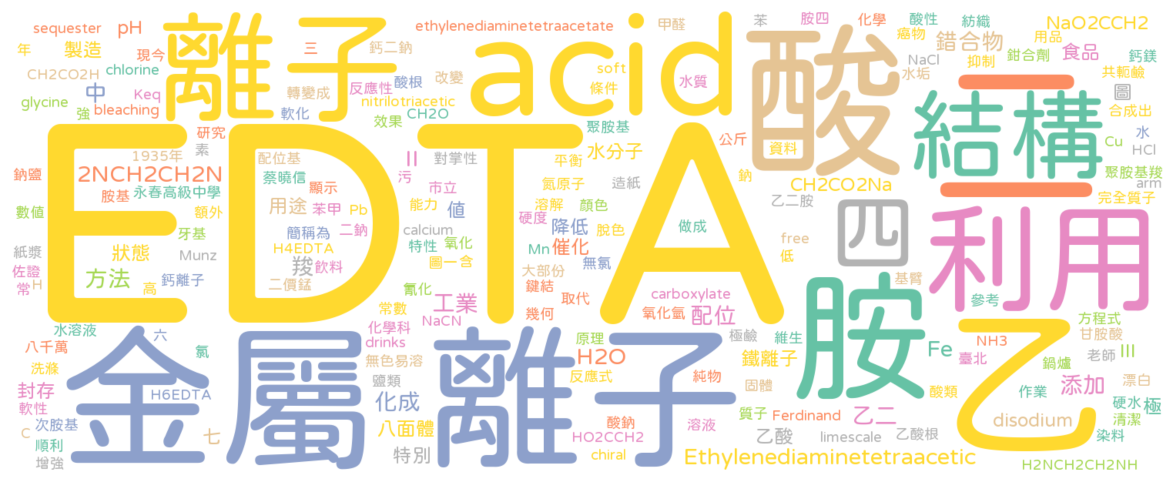 sequester
pH
離子
ethylenediaminetetraacetate
甲醛
苯
胺四
化學
酸性
紡織
NaO2CCH2
年
製造
現今
三
鈣二鈉
acid
酸
癌物
錯合物
用品
CH2CO2H
chlorine
中
轉變成
反應性
酸根
改變
soft
條件
水質
NaCl
水垢
抑制
鉗合劑
食品
鈣鎂
共軛鹼
glycine
強
bleaching
Keq
nitrilotriacetic
軟化
效果
CH2O
二
結構
圖
合成出
研究
素
聚胺基
公斤
資料
Cu
水
HCl
1935年
EDTA
II
對掌性
平衡
水分子
鈉鹽
2NCH2CH2N
配位基
污
氮原子
造紙
鈉
CH2CO2Na
聚胺基羧
arm
胺基
永春高級中學
蔡曉信
顯示
市立
溶解
顏色
乙二胺
完全質子
數值
額外
用途
苯甲
Pb
能力
值
硬度
降低
脫色
做成
四
利用
牙基
簡稱為
二鈉
calcium
紙漿
狀態
Munz
H4EDTA
特性
氧化
Mn
催化
無氯
free
低
佐證
常
H
方法
鈣離子
羧
飲料
圖一含
大部份
鍵結
基臂
高
二價錳
氰化
工業
取代
carboxylate
胺
參考
常數
NaCN
幾何
氧化氫
配位
乙
方程式
水溶液
六
氯
金屬離子
化學科
drinks
原理
極鹼
維生
甘胺酸
八千萬
無色易溶
H2O
鐵離子
Fe
NH3
臺北
鍋爐
老師
III
洗滌
反應式
純物
封存
H6EDTA
鹽類
化成
固體
酸類
作業
添加
漂白
軟性
酸鈉
質子
Ferdinand
乙二
硬水
極
次胺基
八面體
HO2CCH2
溶液
disodium
清潔
C
順利
七
特別
乙酸
limescale
乙酸根
染料
增強
chiral
Ethylenediaminetetraacetic
H2NCH2CH2NH